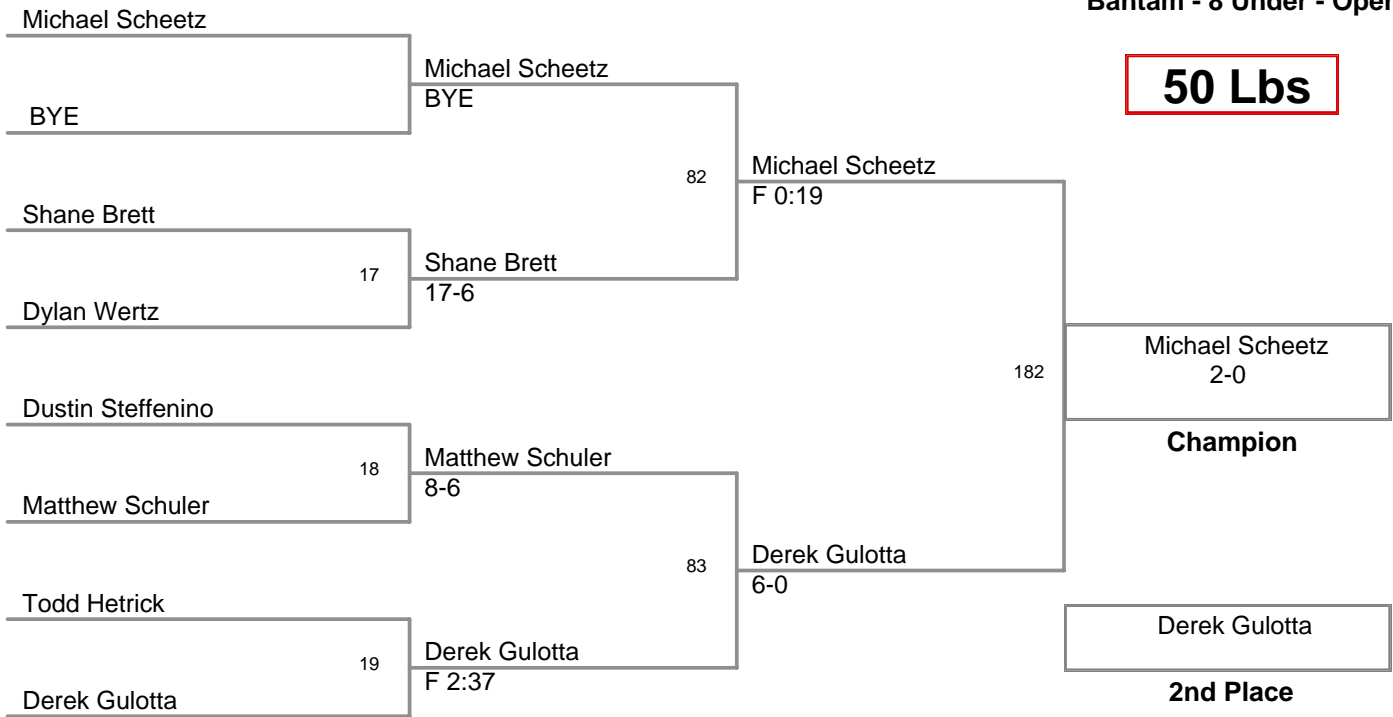 Bantam - 8 Under - Open
Michael Scheetz
50 Lbs
Michael Scheetz
BYE
BYE
Michael Scheetz
82
F 0:19
Shane Brett
Shane Brett
17
17-6
Dylan Wertz
Michael Scheetz
182
2-0
Dustin Steffenino
Champion
Matthew Schuler
18
8-6
Matthew Schuler
Derek Gulotta
83
6-0
Todd Hetrick
Derek Gulotta
Derek Gulotta
19
F 2:37
2nd Place
Derek Gulotta